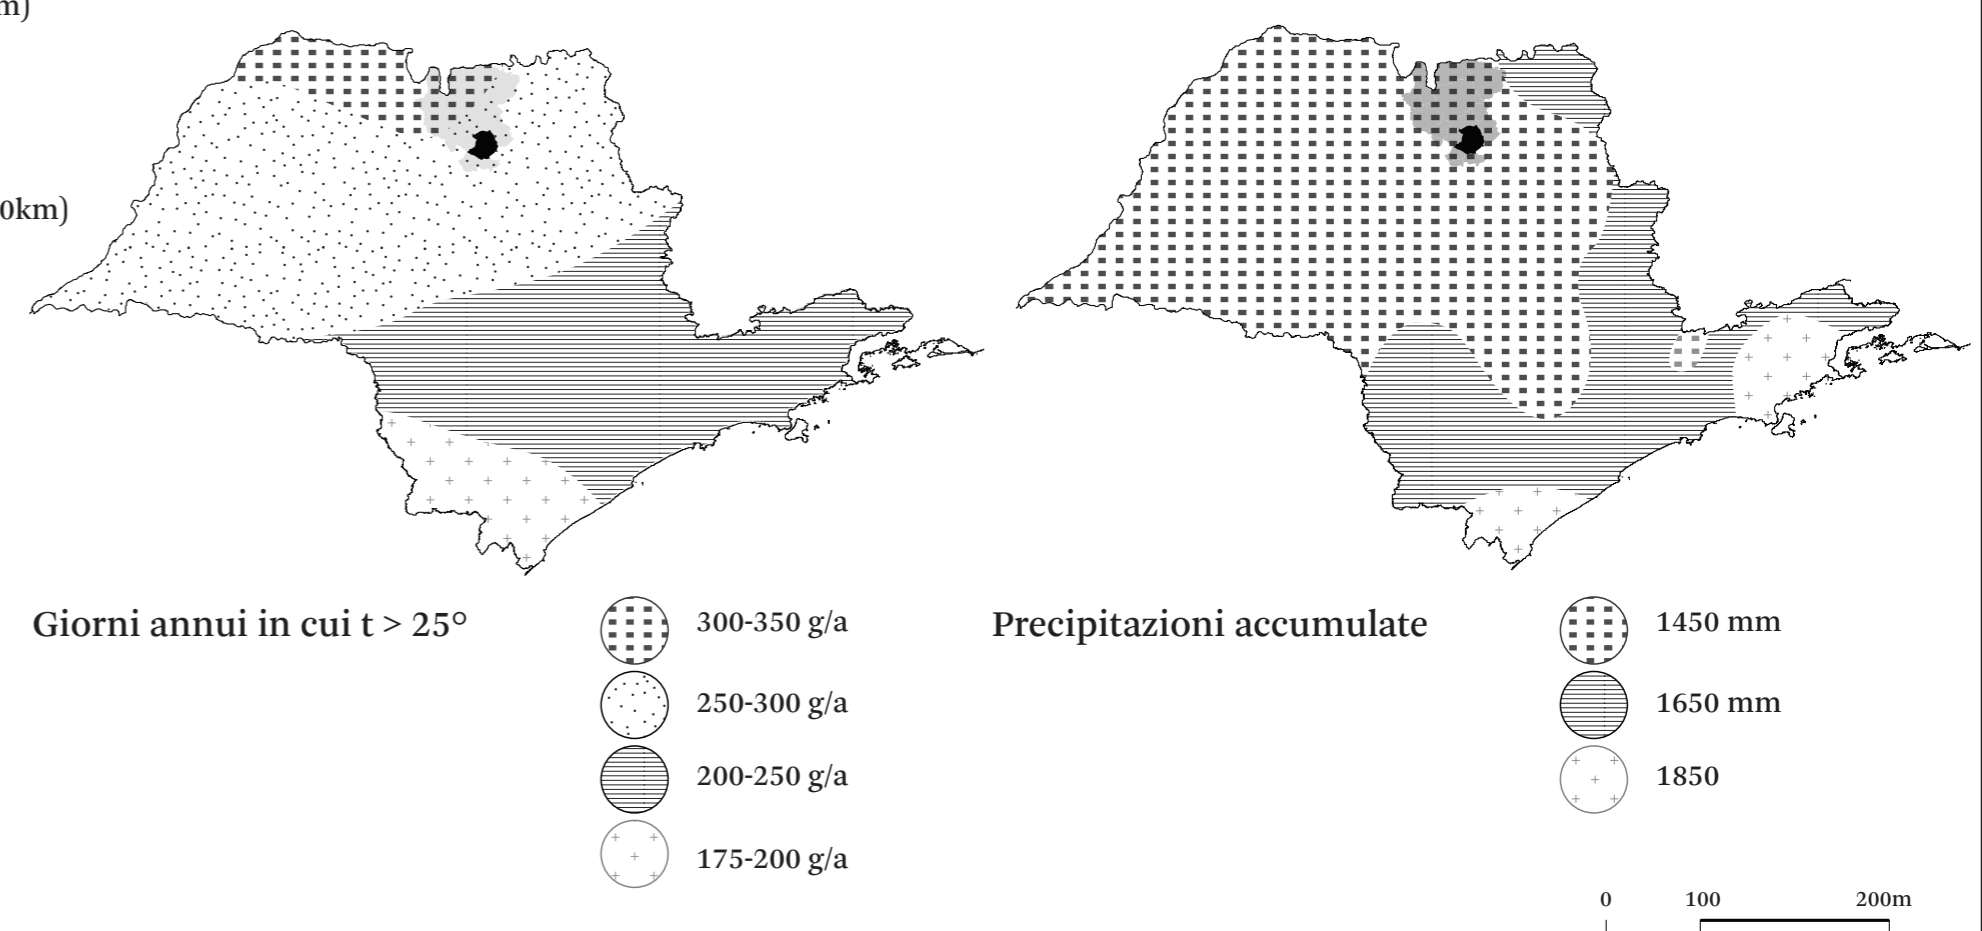 m)
0km)
Giorni annui in cui t > 25°
300-350 g/a
250-300 g/a
200-250 g/a
175-200 g/a
Precipitazioni accumulate
1450 mm
1650 mm
1850
0 100 200m